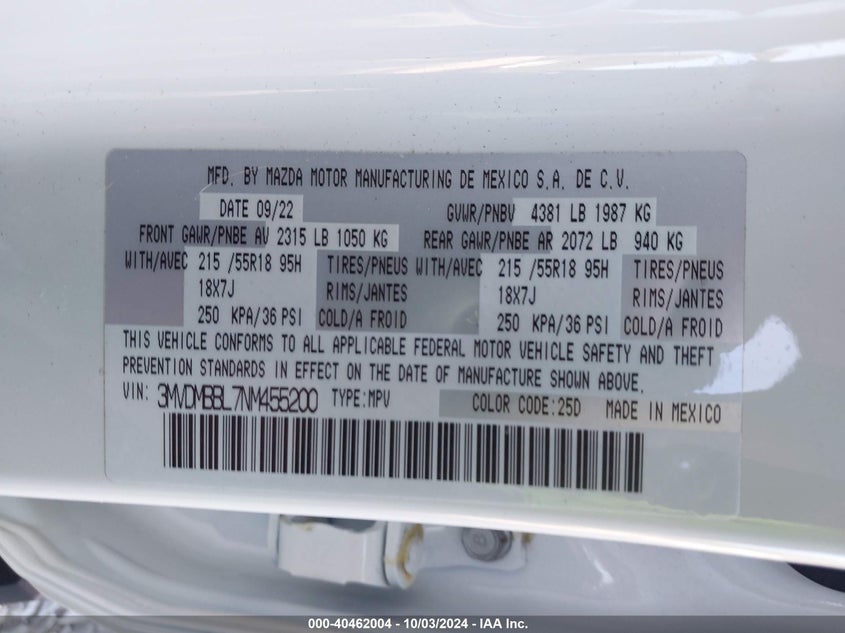 MFD. BY MAZDA MOTOR MANUFACTURING DE MEXICO S.A. DE C.V.
DATE 09/22 GVWR/PNBV 4381 LB 1987 KG
FRONT GAWR/PNBE AV 2315 LB 1050 KG REAR GAWR/PNBE AR 2072 LB 940 KG
WITH/AVEC 215 /55R18 95H TIRES/PNEUS WITH/AVEC 215 /55R18 95H TIRES/PNEUS
18X7J RIMS/JANTES 18X7J RIMS/JANTES
250 KPA/36 PSI COLD/A FROID 250 KPA/36 PSI COLD/A FROID
THIS VEHICLE CONFORMS TO ALL APPLICABLE FEDERAL MOTOR VEHICLE SAFETY AND THEFT
PREVENTION STANDARDS IN EFFECT ON THE DATE OF MANUFACTURE SHOWN ABOVE.
VIN: 3MVDMBBL7NM455200 TYPE:MPV COLOR CODE:25D MADE IN MEXICO
000-40462004 - 10/03/2024 - IAA Inc.